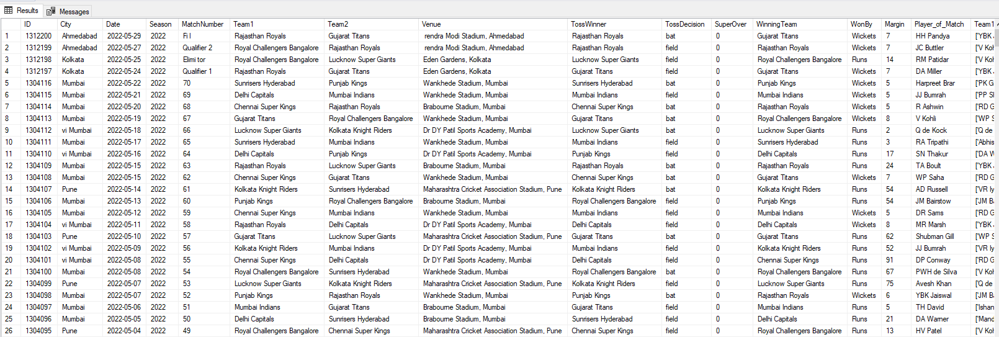 Results Messages
ID City Date Season MatchNumber Team1 Team2 Venue TossWinner TossDecision SuperOver WinningTeam WonBy Margin Player_of_Match Team1
1 1312200 Ahmedabad 2022-05-29 2022 Fi l Rajasthan Royals Gujarat Titans rendra Modi Stadium, Ahmedabad Rajasthan Royals bat 0 Gujarat Titans Wickets 7 HH Pandya ['YBK J
2 1312199 Ahmedabad 2022-05-27 2022 Qualifier 2 Royal Challengers Bangalore Rajasthan Royals rendra Modi Stadium, Ahmedabad Rajasthan Royals field 0 Rajasthan Royals Wickets 7 JC Buttler ['V Koh
3 1312198 Kolkata 2022-05-25 2022 Elimi tor Royal Challengers Bangalore Lucknow Super Giants Eden Gardens, Kolkata Lucknow Super Giants field 0 Royal Challengers Bangalore Runs 14 RM Patidar ['V Koh
4 1312197 Kolkata 2022-05-24 2022 Qualifier 1 Rajasthan Royals Gujarat Titans Eden Gardens, Kolkata Gujarat Titans field 0 Gujarat Titans Wickets 7 DA Miller ['YBK J
5 1304116 Mumbai 2022-05-22 2022 70 Sunrisers Hyderabad Punjab Kings Wankhede Stadium, Mumbai Sunrisers Hyderabad bat 0 Punjab Kings Wickets 5 Harpreet Brar ['PK G
6 1304115 Mumbai 2022-05-21 2022 69 Delhi Capitals Mumbai Indians Wankhede Stadium, Mumbai Mumbai Indians field 0 Mumbai Indians Wickets 5 JJ Bumrah ['PP Sh
7 1304114 Mumbai 2022-05-20 2022 68 Chennai Super Kings Rajasthan Royals Brabourne Stadium, Mumbai Chennai Super Kings bat 0 Rajasthan Royals Wickets 5 R Ashwin ['RD G
8 1304113 Mumbai 2022-05-19 2022 67 Gujarat Titans Royal Challengers Bangalore Wankhede Stadium, Mumbai Gujarat Titans bat 0 Royal Challengers Bangalore Wickets 8 V Kohli ['WP S
9 1304112 vi Mumbai 2022-05-18 2022 66 Lucknow Super Giants Kolkata Knight Riders Dr DY Patil Sports Academy, Mumbai Lucknow Super Giants bat 0 Lucknow Super Giants Runs 2 Q de Kock ['Q de
10 1304111 Mumbai 2022-05-17 2022 65 Sunrisers Hyderabad Mumbai Indians Wankhede Stadium, Mumbai Mumbai Indians field 0 Sunrisers Hyderabad Runs 3 RA Tripathi ['Abhis
11 1304110 vi Mumbai 2022-05-16 2022 64 Delhi Capitals Punjab Kings Dr DY Patil Sports Academy, Mumbai Punjab Kings field 0 Delhi Capitals Runs 17 SN Thakur ['DA W
12 1304109 Mumbai 2022-05-15 2022 63 Rajasthan Royals Lucknow Super Giants Brabourne Stadium, Mumbai Rajasthan Royals bat 0 Rajasthan Royals Runs 24 TA Boult ['YBK J
13 1304108 Mumbai 2022-05-15 2022 62 Chennai Super Kings Gujarat Titans Wankhede Stadium, Mumbai Chennai Super Kings bat 0 Gujarat Titans Wickets 7 WP Saha ['RD G
14 1304107 Pune 2022-05-14 2022 61 Kolkata Knight Riders Sunrisers Hyderabad Maharashtra Cricket Association Stadium, Pune Kolkata Knight Riders bat 0 Kolkata Knight Riders Runs 54 AD Russell ['VR Iy
15 1304106 Mumbai 2022-05-13 2022 60 Punjab Kings Royal Challengers Bangalore Brabourne Stadium, Mumbai Royal Challengers Bangalore field 0 Punjab Kings Runs 54 JM Bairstow ['JM Ba
16 1304105 Mumbai 2022-05-12 2022 59 Chennai Super Kings Mumbai Indians Wankhede Stadium, Mumbai Mumbai Indians field 0 Mumbai Indians Wickets 5 DR Sams ['RD G
17 1304104 vi Mumbai 2022-05-11 2022 58 Rajasthan Royals Delhi Capitals Dr DY Patil Sports Academy, Mumbai Delhi Capitals field 0 Delhi Capitals Wickets 8 MR Marsh ['YBK J
18 1304103 Pune 2022-05-10 2022 57 Gujarat Titans Lucknow Super Giants Maharashtra Cricket Association Stadium, Pune Gujarat Titans bat 0 Gujarat Titans Runs 62 Shubman Gill ['WP S
19 1304102 vi Mumbai 2022-05-09 2022 56 Kolkata Knight Riders Mumbai Indians Dr DY Patil Sports Academy, Mumbai Mumbai Indians field 0 Kolkata Knight Riders Runs 52 JJ Bumrah ['VR Iy
20 1304101 vi Mumbai 2022-05-08 2022 55 Chennai Super Kings Delhi Capitals Dr DY Patil Sports Academy, Mumbai Delhi Capitals field 0 Chennai Super Kings Runs 91 DP Conway ['RD G
21 1304100 Mumbai 2022-05-08 2022 54 Royal Challengers Bangalore Sunrisers Hyderabad Wankhede Stadium, Mumbai Royal Challengers Bangalore bat 0 Royal Challengers Bangalore Runs 67 PWH de Silva ['V Koh
22 1304099 Pune 2022-05-07 2022 53 Lucknow Super Giants Kolkata Knight Riders Maharashtra Cricket Association Stadium, Pune Kolkata Knight Riders field 0 Lucknow Super Giants Runs 75 Avesh Khan ['Q de
23 1304098 Mumbai 2022-05-07 2022 52 Punjab Kings Rajasthan Royals Wankhede Stadium, Mumbai Punjab Kings bat 0 Rajasthan Royals Wickets 6 YBK Jaiswal ['JM Ba
24 1304097 Mumbai 2022-05-06 2022 51 Mumbai Indians Gujarat Titans Brabourne Stadium, Mumbai Gujarat Titans field 0 Mumbai Indians Runs 5 TH David ['Ishan
25 1304096 Mumbai 2022-05-05 2022 50 Delhi Capitals Sunrisers Hyderabad Brabourne Stadium, Mumbai Sunrisers Hyderabad field 0 Delhi Capitals Runs 21 DA Warner ['Mand
26 1304095 Pune 2022-05-04 2022 49 Royal Challengers Bangalore Chennai Super Kings Maharashtra Cricket Association Stadium, Pune Chennai Super Kings field 0 Royal Challengers Bangalore Runs 13 HV Patel ['V Koh